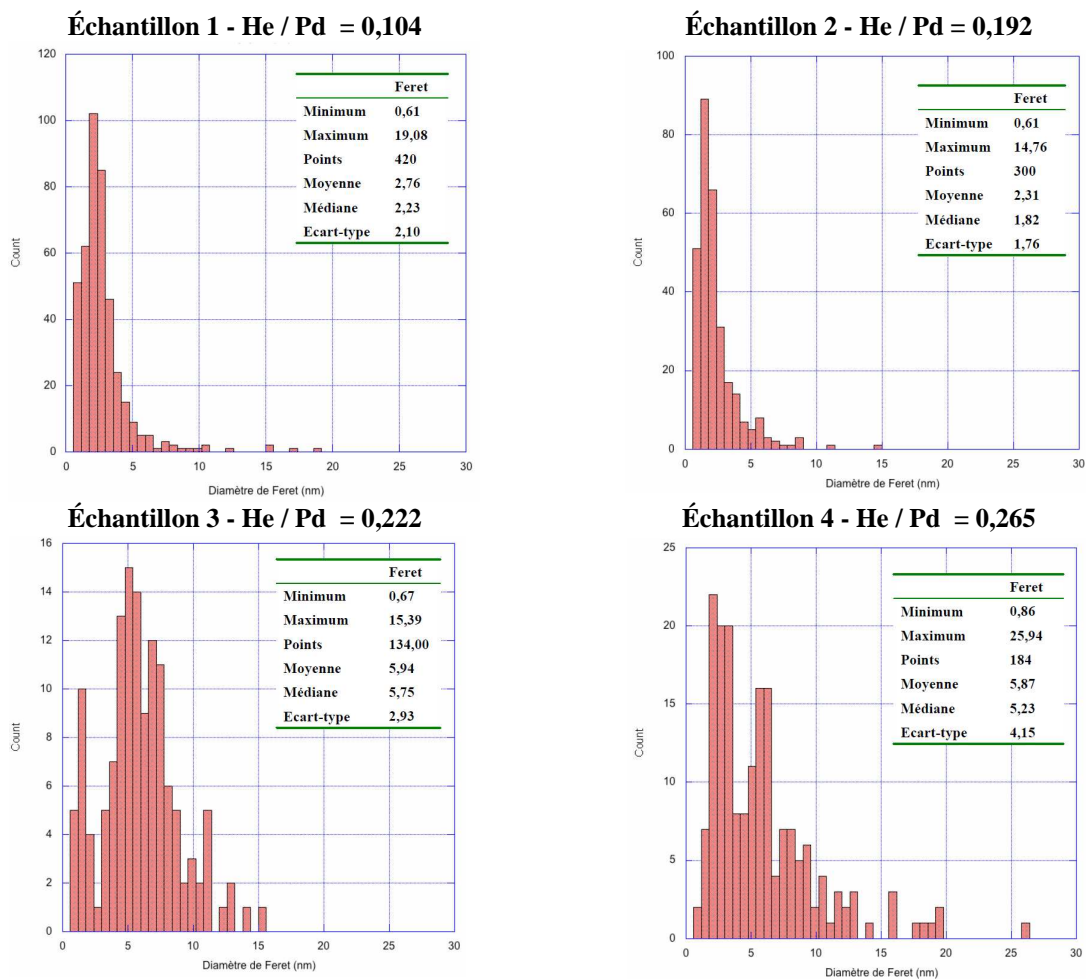 Échantillon 1 - He / Pd = 0,104
120
100
80
60
40
20
0
Count
0 5 10 15 20 25 30
Diamètre de Feret (nm)
Feret
Minimum 0,61
Maximum 19,08
Points 420
Moyenne 2,76
Médiane 2,23
Ecart-type 2,10
Échantillon 2 - He / Pd = 0,192
100
80
60
40
20
0
Count
0 5 10 15 20 25 30
Diamètre de Feret (nm)
Feret
Minimum 0,61
Maximum 14,76
Points 300
Moyenne 2,31
Médiane 1,82
Ecart-type 1,76
Échantillon 3 - He / Pd = 0,222
16
14
12
10
8
6
4
2
0
Count
0 5 10 15 20 25 30
Diamètre de Feret (nm)
Feret
Minimum 0,67
Maximum 15,39
Points 134,00
Moyenne 5,94
Médiane 5,75
Ecart-type 2,93
Échantillon 4 - He / Pd = 0,265
25
20
15
10
5
0
Count
0 5 10 15 20 25 30
Diamètre de Feret (nm)
Feret
Minimum 0,86
Maximum 25,94
Points 184
Moyenne 5,87
Médiane 5,23
Ecart-type 4,15